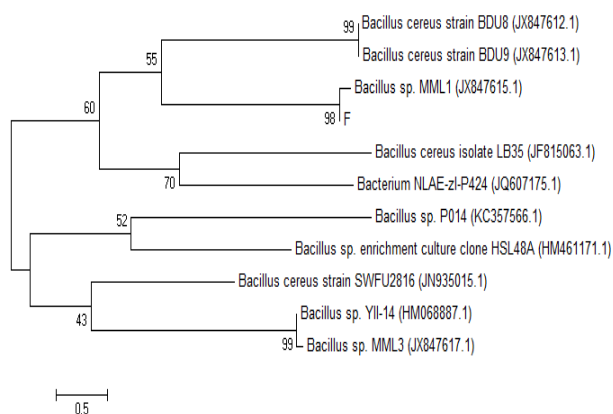 99
Bacillus cereus strain BDU8 (JX847612.1)
55
Bacillus cereus strain BDU9 (JX847613.1)
Bacillus sp. MML1 (JX847615.1)
60
98
F
Bacillus cereus isolate LB35 (JF815063.1)
70
Bacterium NLAE-zl-P424 (JQ607175.1)
52
Bacillus sp. P014 (KC357566.1)
Bacillus sp. enrichment culture clone HSL48A (HM461171.1)
Bacillus cereus strain SWFU2816 (JN935015.1)
43
Bacillus sp. YII-14 (HM068887.1)
99
Bacillus sp. MML3 (JX847617.1)
0.5